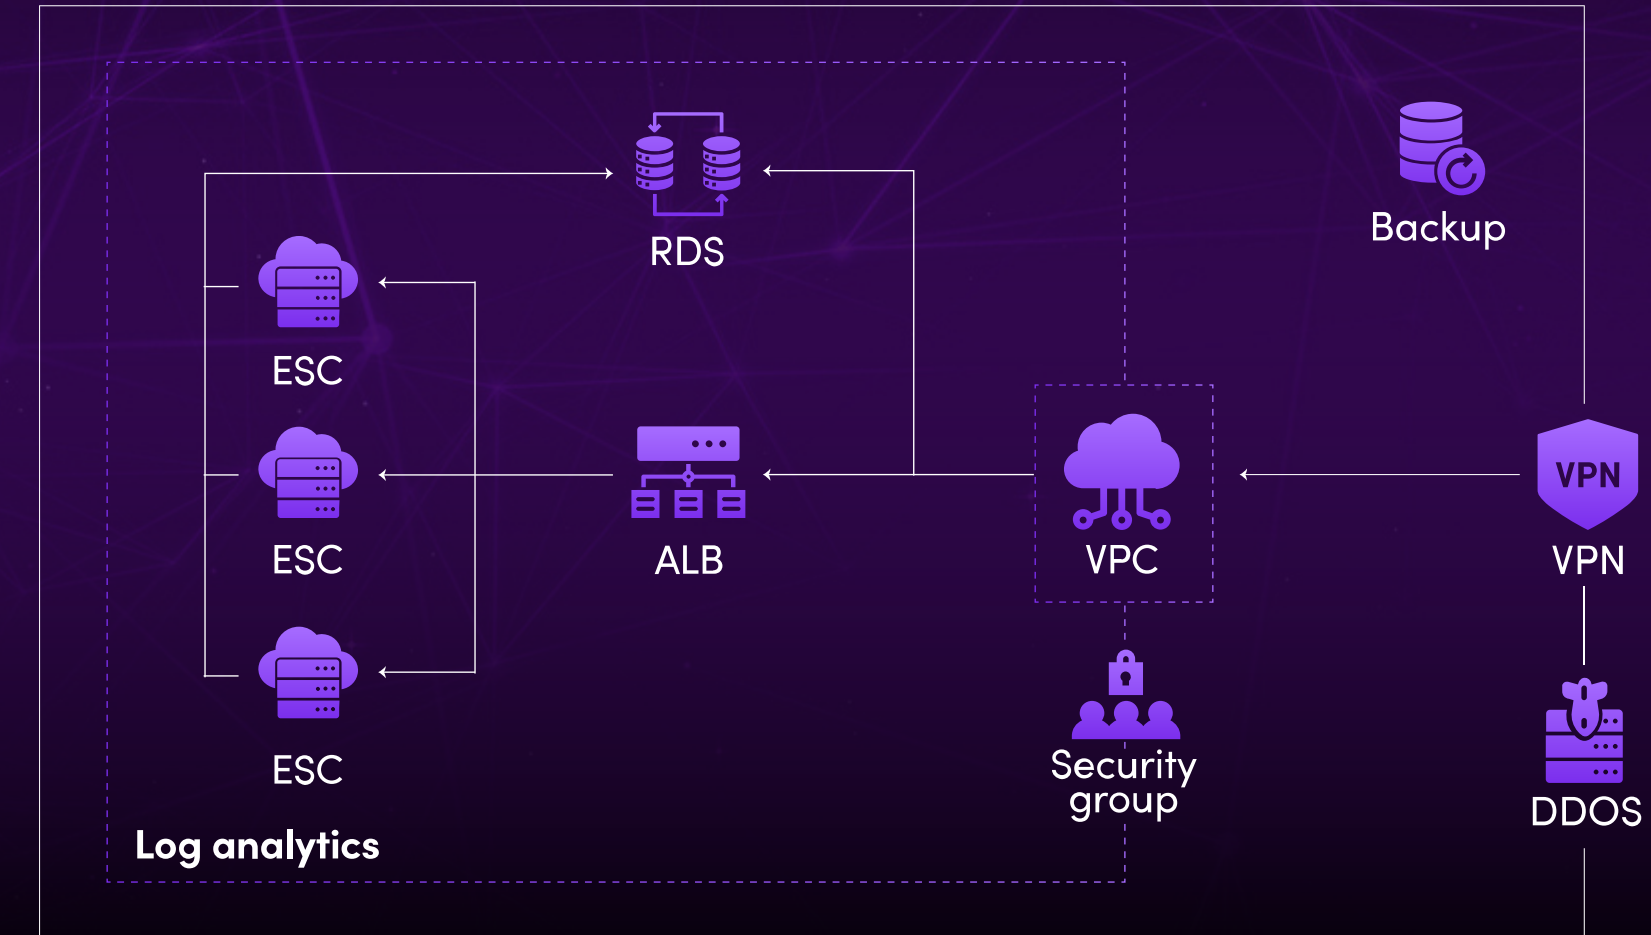 RDS
Backup
ESC
ESC
ALB
VPC
VPN
VPN
ESC
Security
group
DDOS
Log analytics